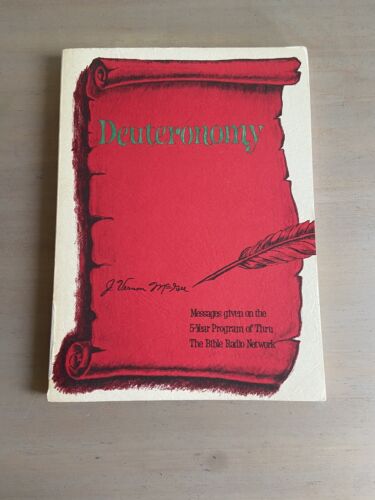 Deuteronomy
J. Vernon McGee
Messages given on the
5-Year Program of Thru
The Bible Radio Network